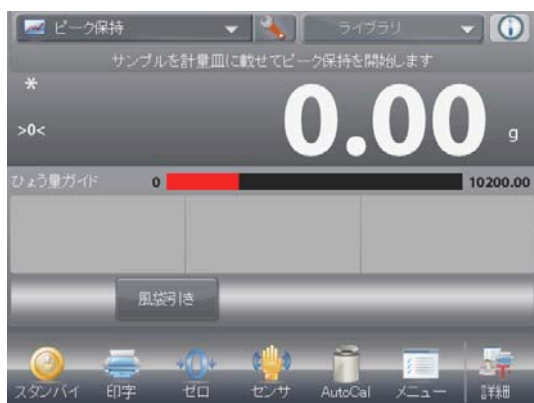 ピーク保持 ライブラリ
サンプルを計量皿に載せてピーク保持を開始します
*
>0< 0.00 g
ひょう量ガイド 0 10200.00
風袋引き
スタンバイ 印字 ゼロ センサ AutoCal メニュー 詳細